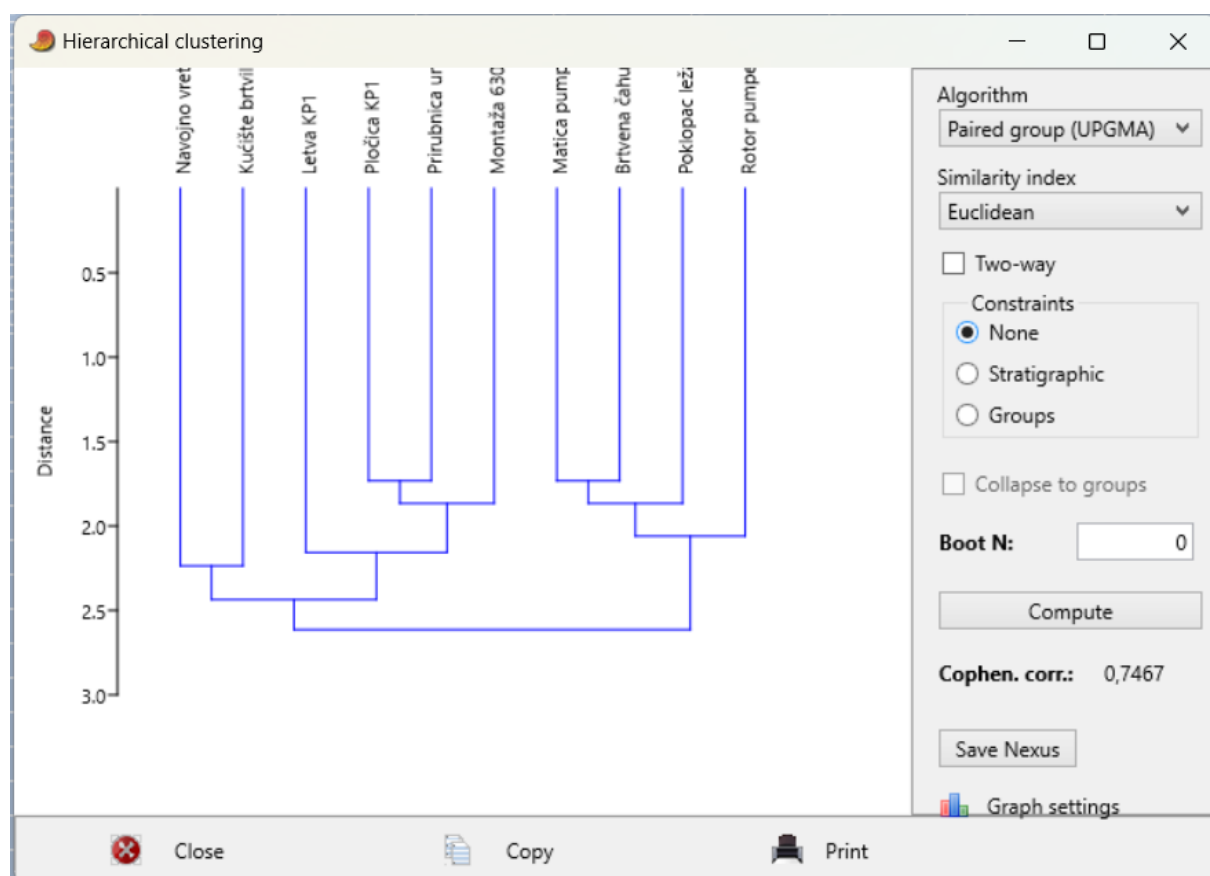 Hierarchical clustering
Navojno vret
Kućište brtvil
Letva KP1
Pločica KP1
Prirubnica ur
Montaža 630
Matica pump
Brtvena čahu
Poklopac leža
Rotor pumpe
Distance
0.5
1.0
1.5
2.0
2.5
3.0
Algorithm
Paired group (UPGMA)
Similarity index
Euclidean
Two-way
Constraints
None
Stratigraphic
Groups
Collapse to groups
Boot N: 0
Compute
Cophen. corr.: 0,7467
Save Nexus
Graph settings
Close Copy Print